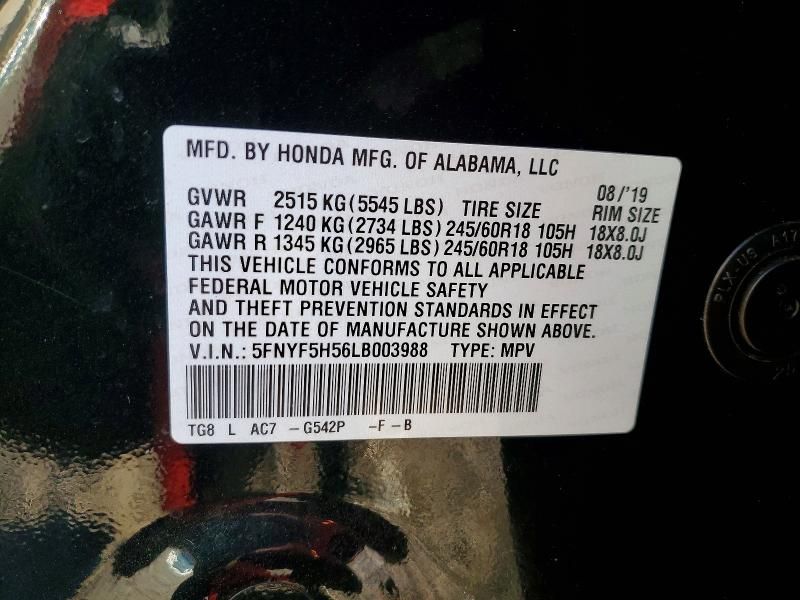 MFD. BY HONDA MFG. OF ALABAMA, LLC
08/'19
GVWR 2515 KG (5545 LBS) TIRE SIZE RIM SIZE
GAWR F 1240 KG (2734 LBS) 245/60R18 105H 18X8.0J
GAWR R 1345 KG (2965 LBS) 245/60R18 105H 18X8.0J
THIS VEHICLE CONFORMS TO ALL APPLICABLE
FEDERAL MOTOR VEHICLE SAFETY
AND THEFT PREVENTION STANDARDS IN EFFECT
ON THE DATE OF MANUFACTURE SHOWN ABOVE.
V.I.N.: 5FNYF5H56LB003988 TYPE: MPV
TG8 L AC7 -G542P -F -B
PLX-US